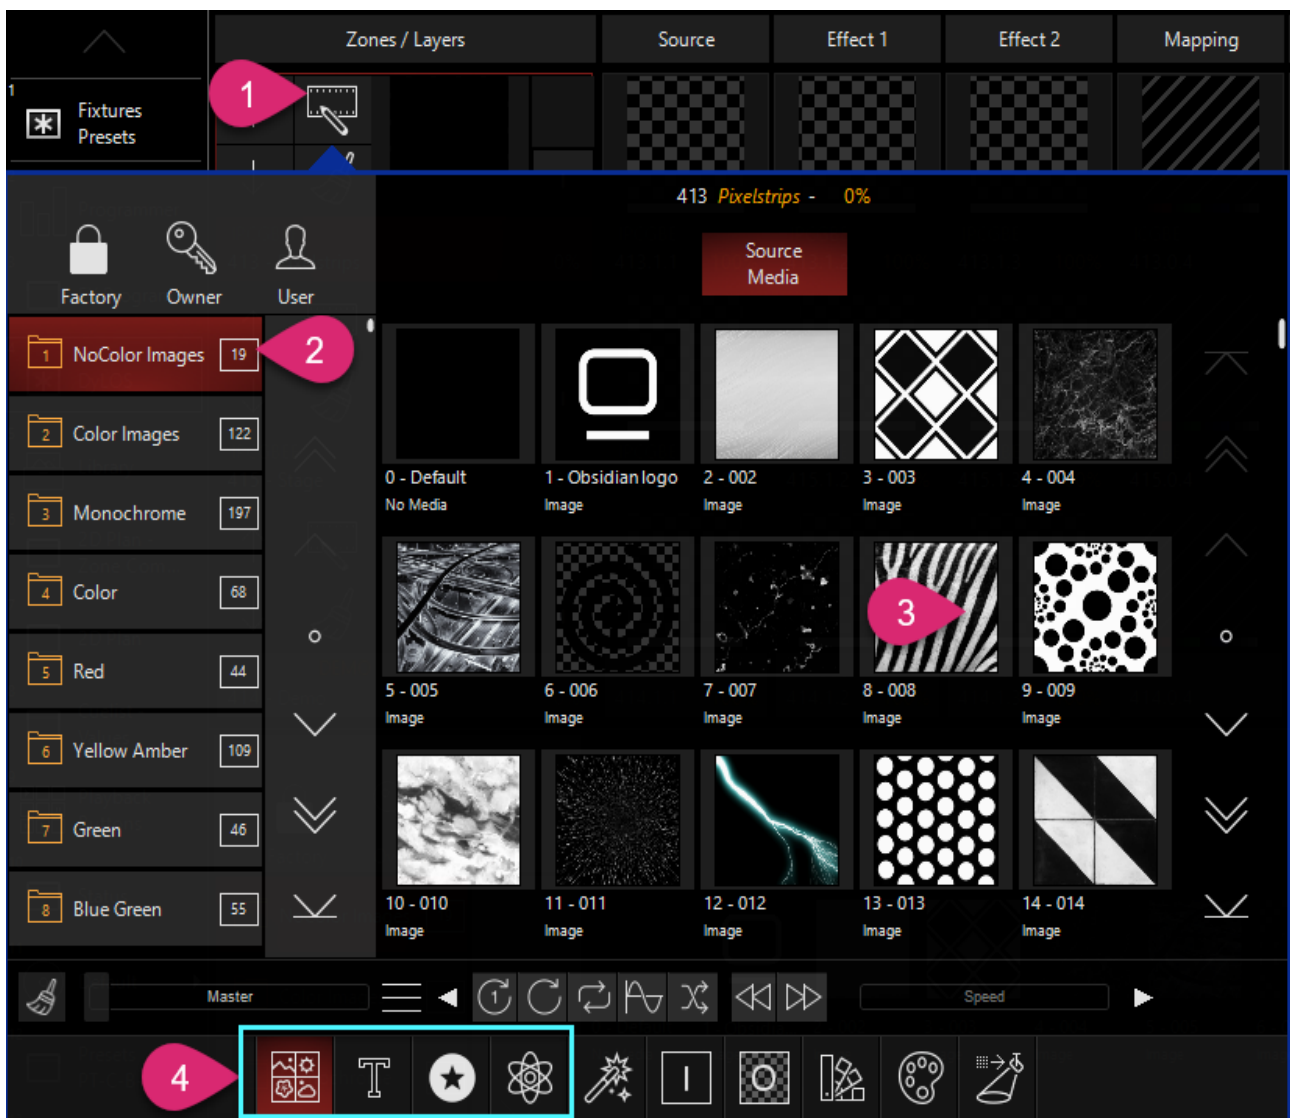 Zones / Layers
Source
Effect 1
Effect 2
Mapping
1
1
Fixtures
Presets
413 Pixelstrips - 0%
Source
Media
Factory
Owner
User
1 NoColor Images 19
2
2 Color Images 122
3 Monochrome 197
4 Color 68
5 Red 44
6 Yellow Amber 109
7 Green 46
8 Blue Green 55
0 - Default
No Media
1 - Obsidian logo
Image
2 - 002
Image
3 - 003
Image
4 - 004
Image
3
5 - 005
Image
6 - 006
Image
7 - 007
Image
8 - 008
Image
9 - 009
Image
10 - 010
Image
11 - 011
Image
12 - 012
Image
13 - 013
Image
14 - 014
Image
Master
1
Speed
4
T
I
O